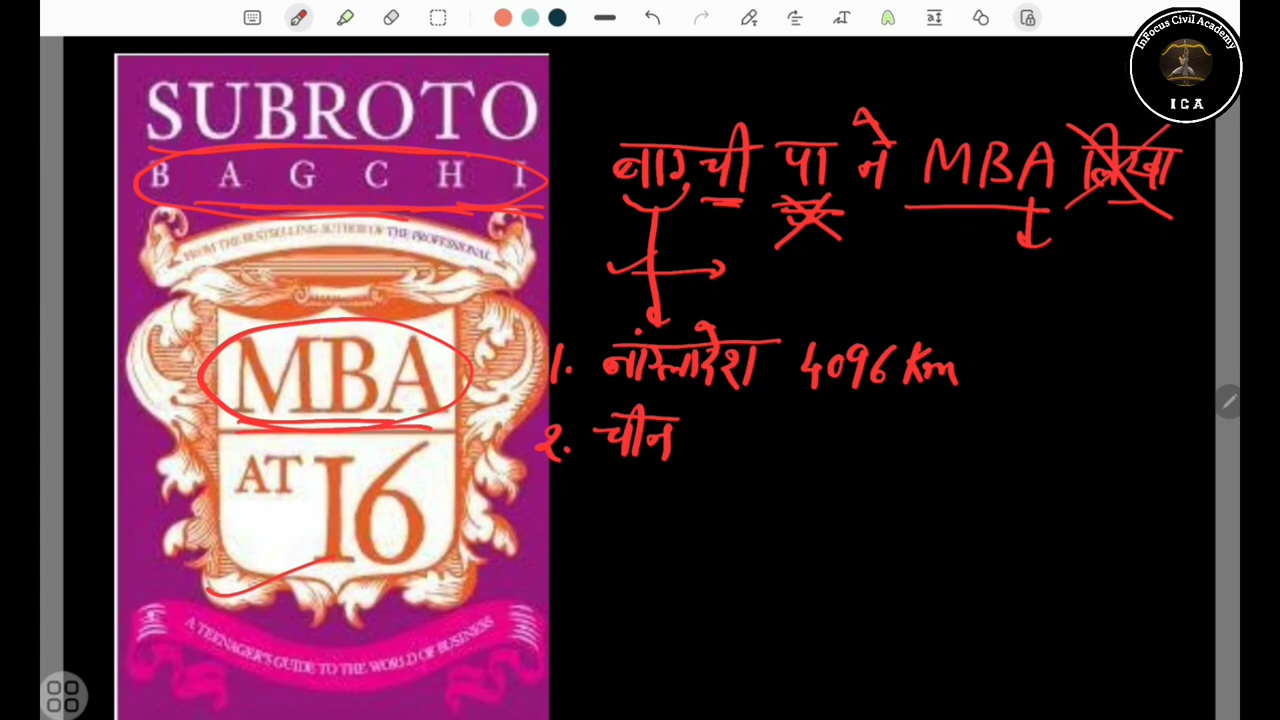 SUBROTO
BAGCHI
FROM THE BESTSELLING AUTHOR OF THE PROFESSIONAL
MBA
AT 16
A TEENAGER'S GUIDE TO THE WORLD OF BUSINESS
बागची पा ने MBA लिखा
1. बांग्लादेश 4096 Km
2. चीन
InFocus Civil Academy
ICA